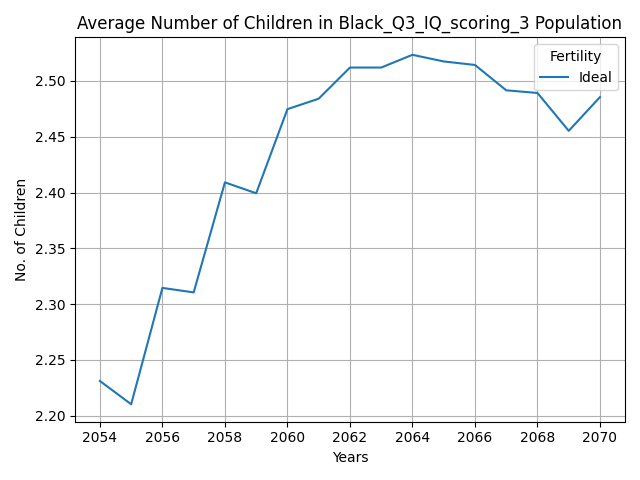 Average Number of Children in Black_Q3_IQ_scoring_3 Population
Fertility
Ideal
No. of Children
2.50
2.45
2.40
2.35
2.30
2.25
2.20
2054 2056 2058 2060 2062 2064 2066 2068 2070
Years